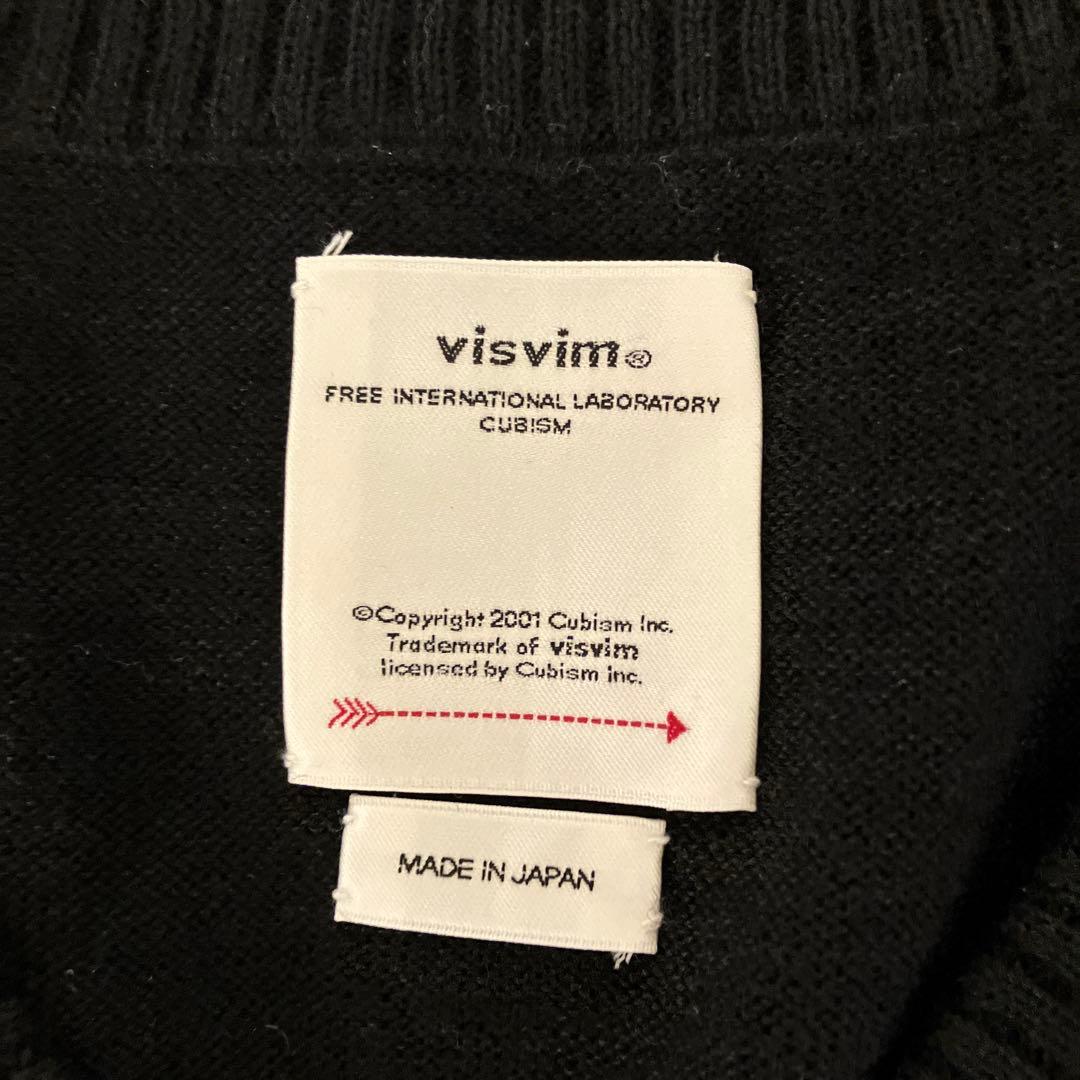 visvim®
FREE INTERNATIONAL LABORATORY
CUBISM
©Copyright 2001 Cubism Inc.
Trademark of visvim
licensed by Cubism Inc.
MADE IN JAPAN